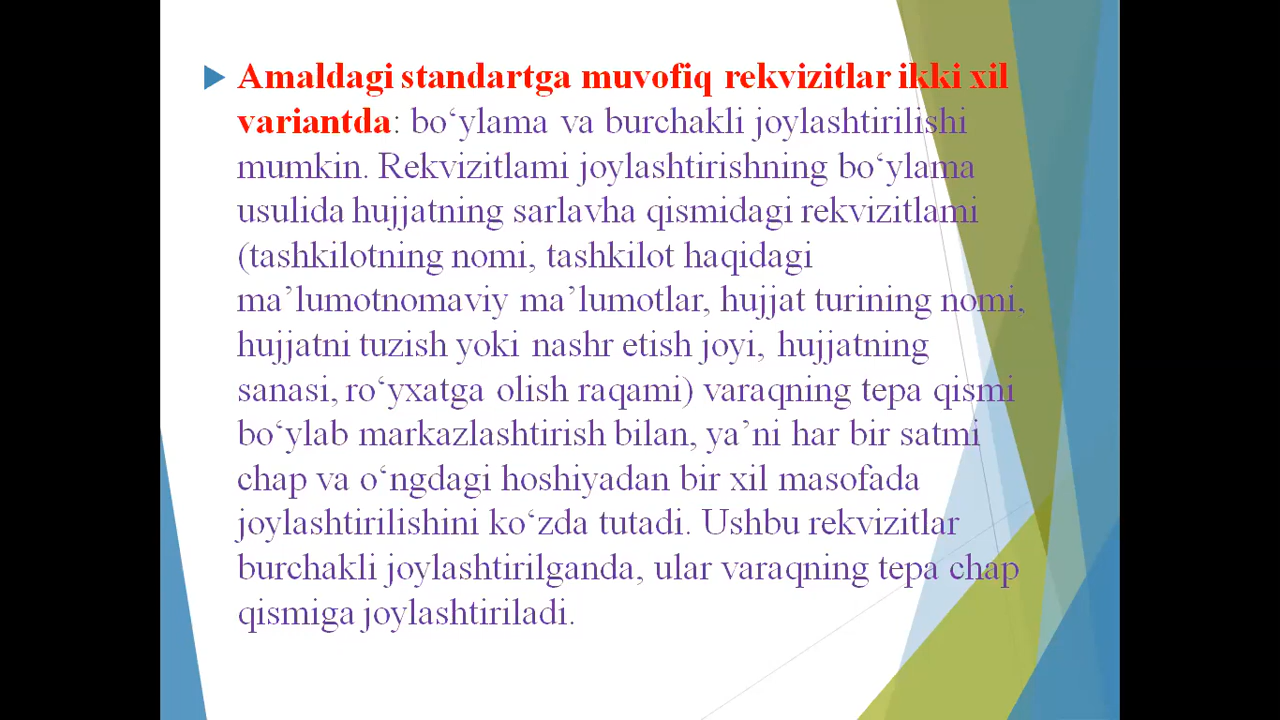 Amaldagi standartga muvofiq rekvizitlar ikki xil
variantda: bo‘ylama va burchakli joylashtirilishi
mumkin. Rekvizitlami joylashtirishning bo‘ylama
usulida hujjatning sarlavha qismidagi rekvizitlami
(tashkilotning nomi, tashkilot haqidagi
ma’lumotnomaviy ma’lumotlar, hujjat turining nomi,
hujjatni tuzish yoki nashr etish joyi, hujjatning
sanasi, ro‘yxatga olish raqami) varaqning tepa qismi
bo‘ylab markazlashtirish bilan, ya’ni har bir satmi
chap va o‘ngdagi hoshiyadan bir xil masofada
joylashtirilishini ko‘zda tutadi. Ushbu rekvizitlar
burchakli joylashtirilganda, ular varaqning tepa chap
qismiga joylashtiriladi.